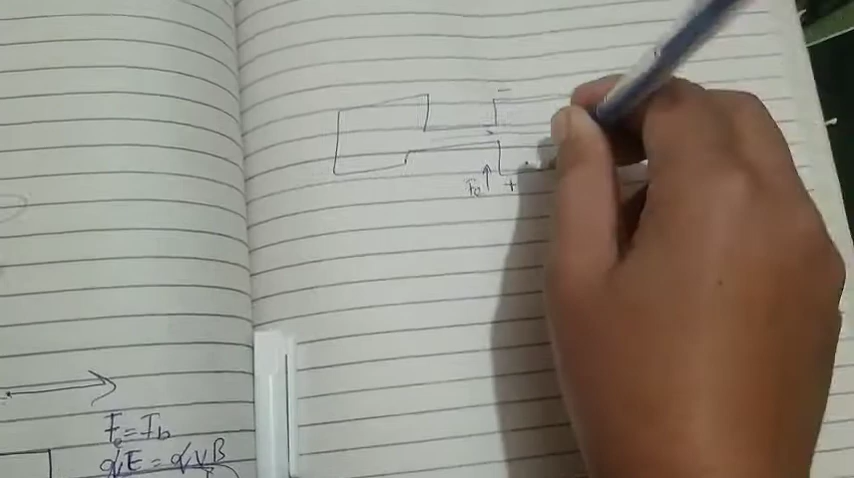 -
Fe ↑ +
Fe = Fb
qE = qVB